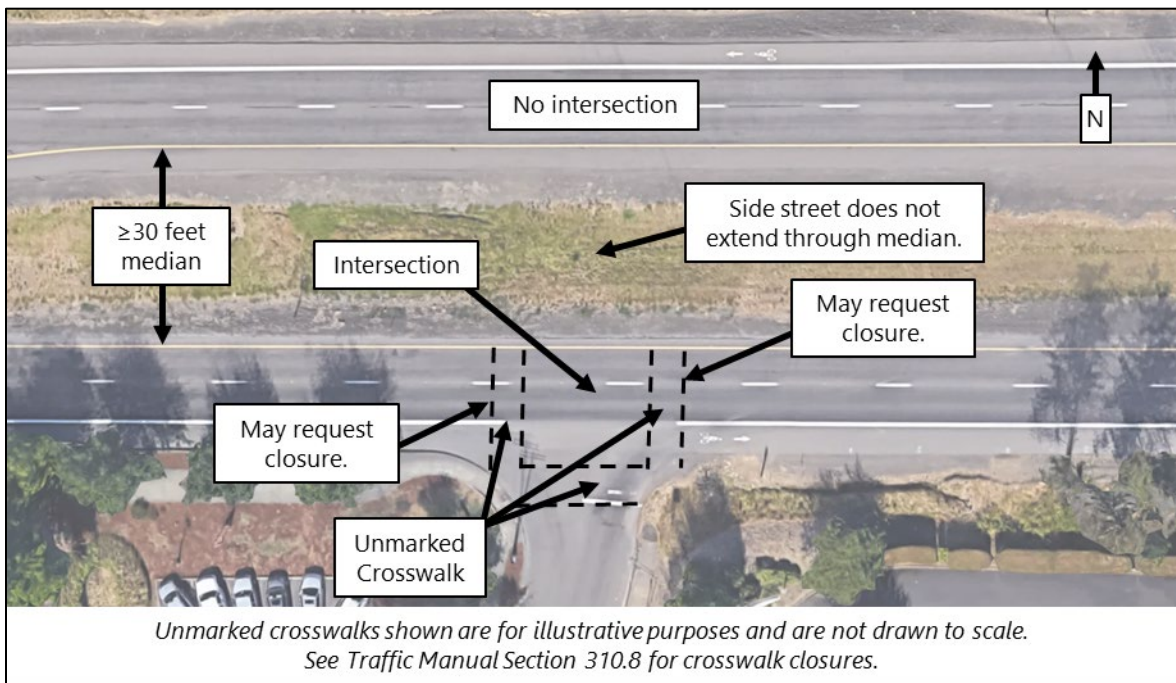 No intersection
N
≥30 feet
median
Side street does not
extend through median.
Intersection
May request
closure.
May request
closure.
Unmarked
Crosswalk
Unmarked crosswalks shown are for illustrative purposes and are not drawn to scale.
See Traffic Manual Section 310.8 for crosswalk closures.